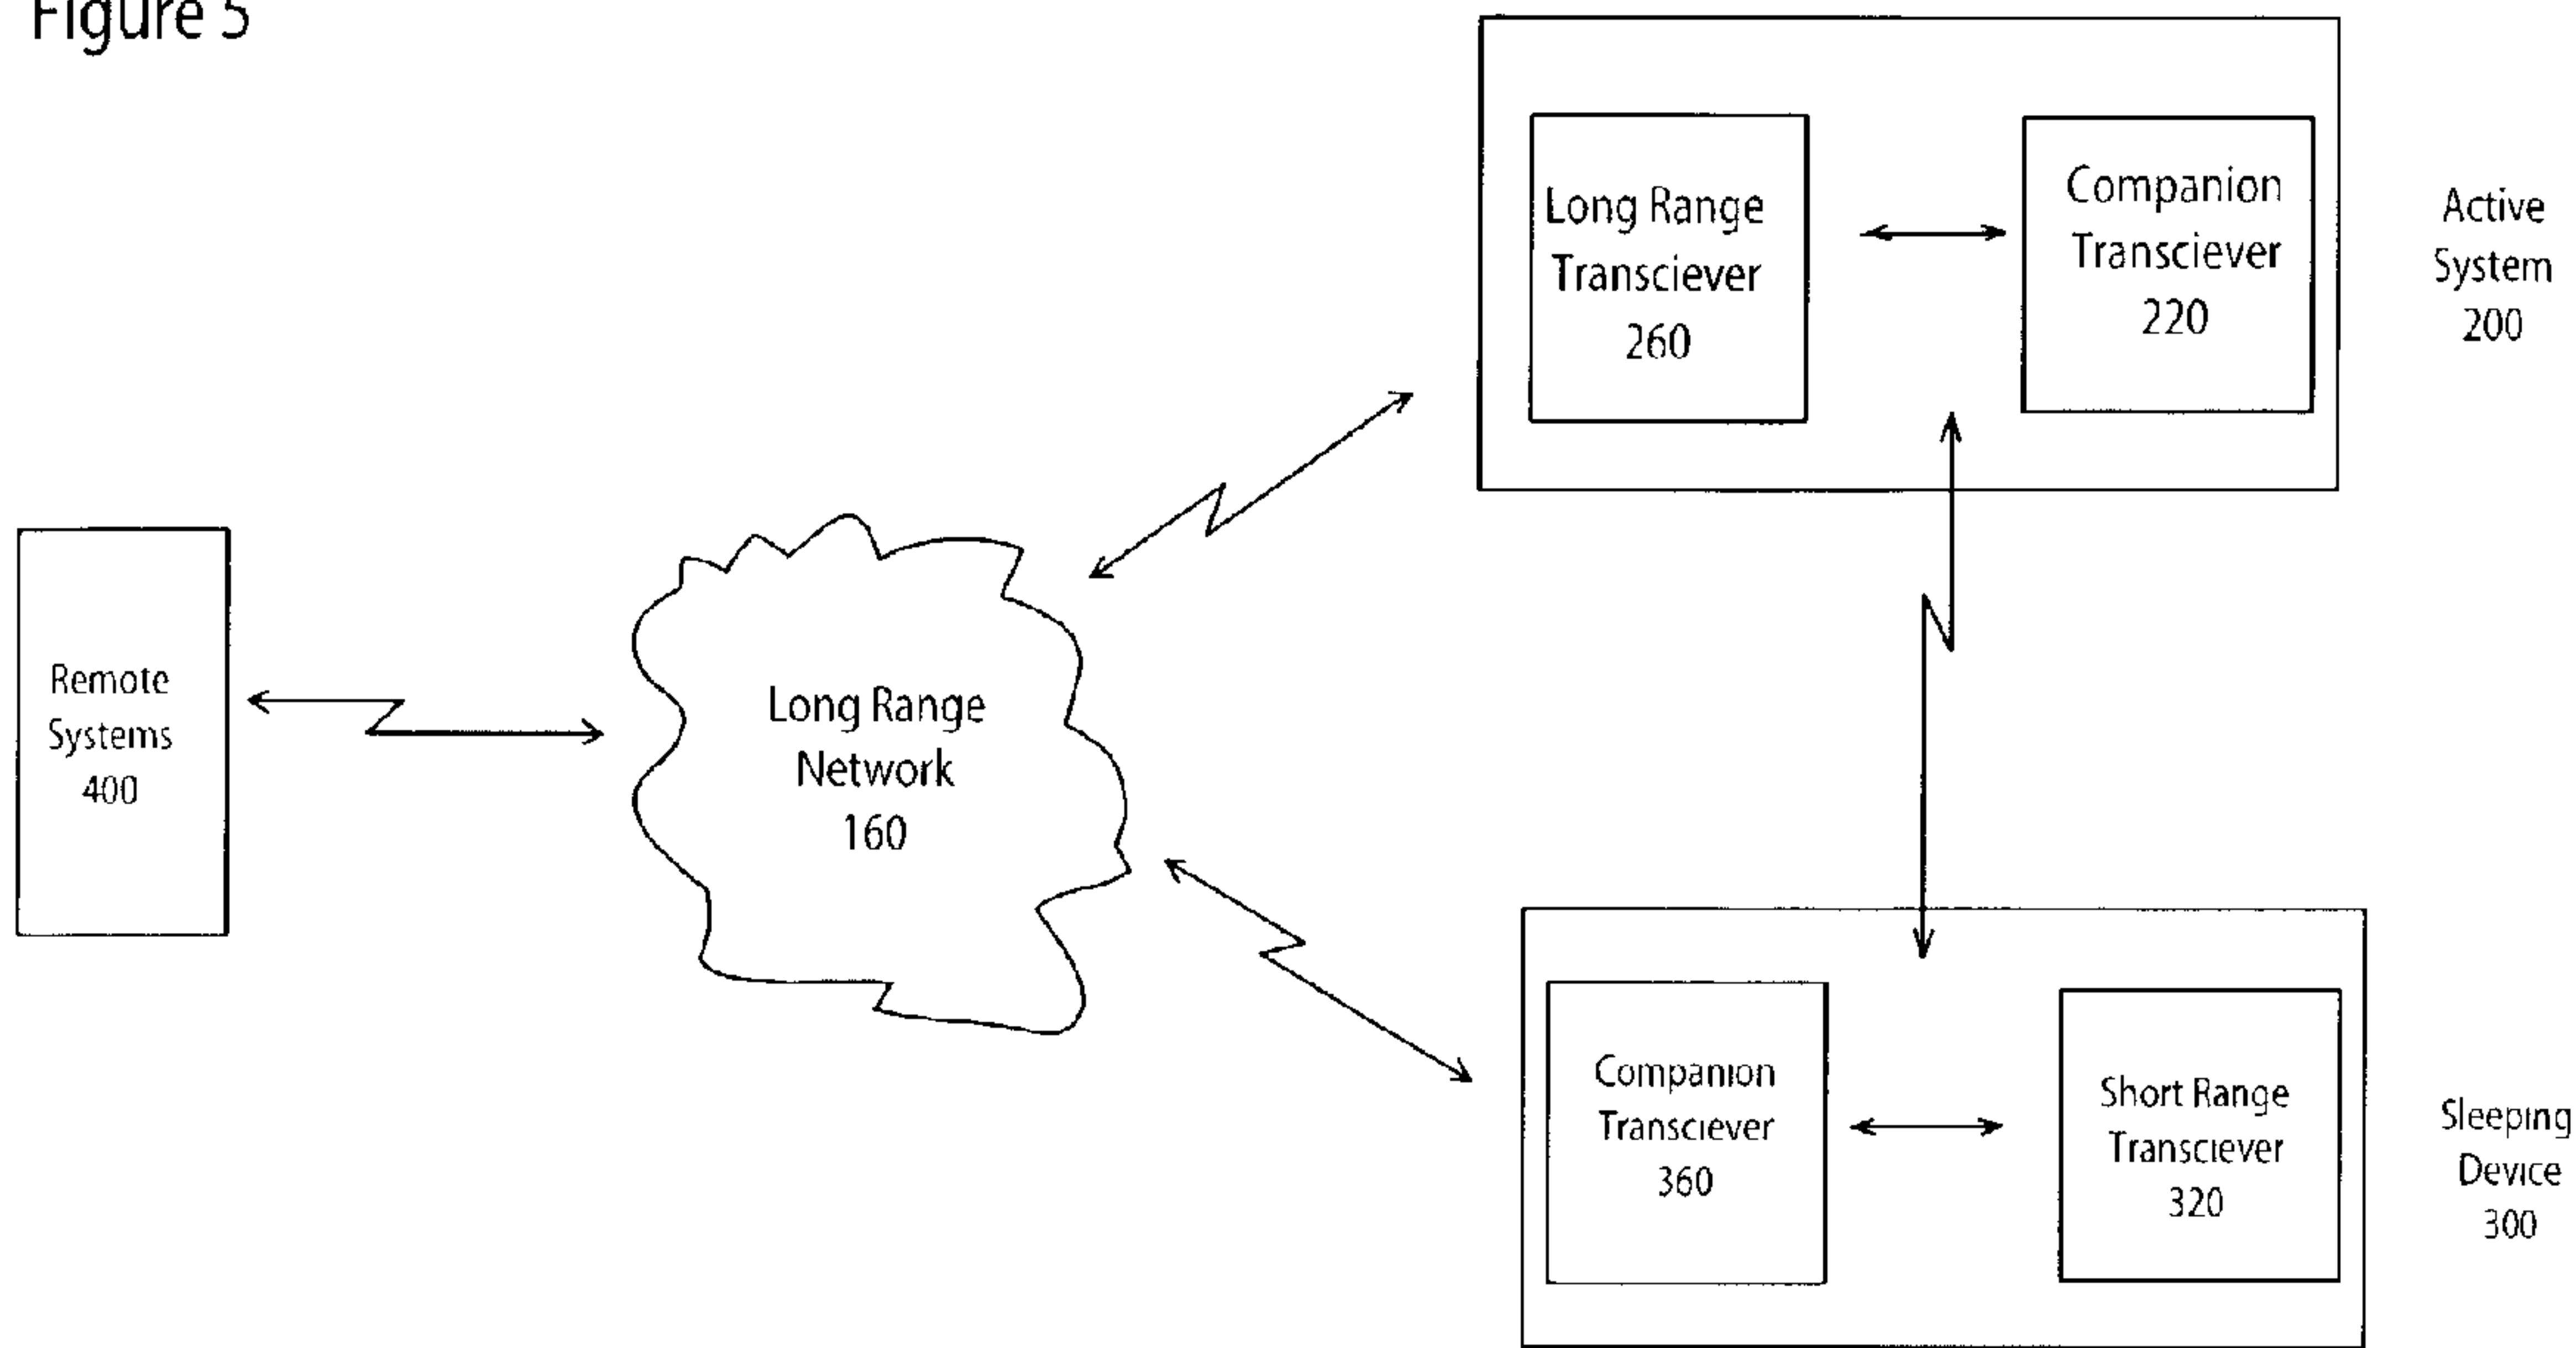 Figure 5
Long Range
Transciever
260
Companion
Transciever
220
Active
System
200
Remote
Systems
400
Long Range
Network
160
Companion
Transciever
360
Short Range
Transciever
320
Sleeping
Device
300